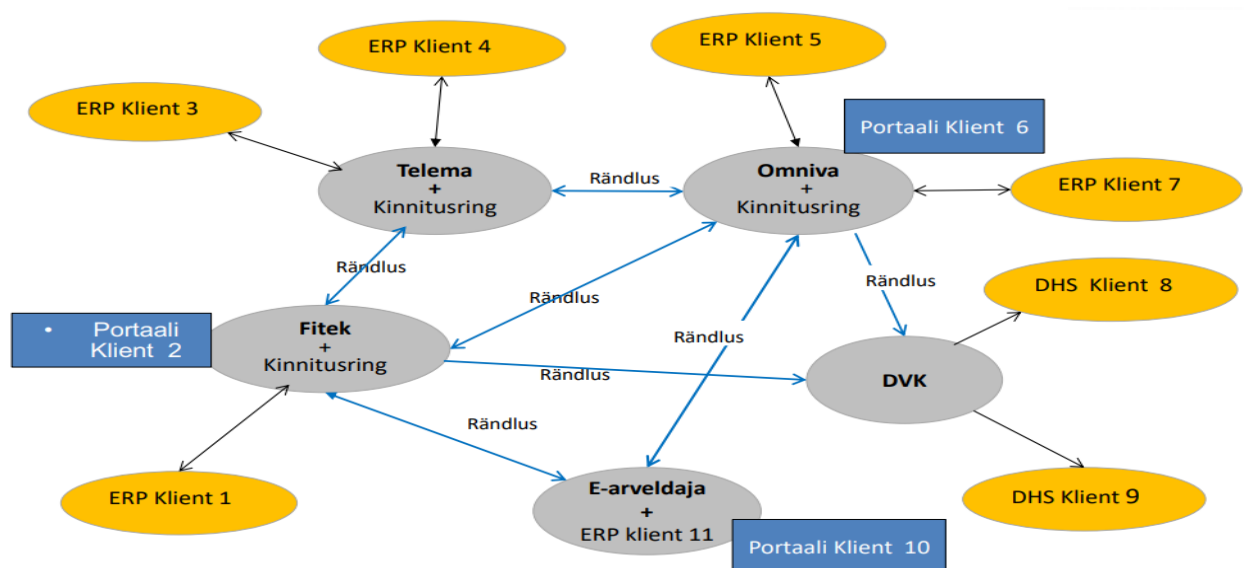 ERP Klient 4
ERP Klient 5
ERP Klient 3
Portaali Klient 6
Telema
+
Kinnitusring
Rändlus
Omniva
+
Kinnitusring
ERP Klient 7
Rändlus
Rändlus
Rändlus
DHS Klient 8
• Portaali
Klient 2
Fitek
+
Kinnitusring
Rändlus
Rändlus
DVK
Rändlus
ERP Klient 1
E-arveldaja
+
ERP klient 11
DHS Klient 9
Portaali Klient 10